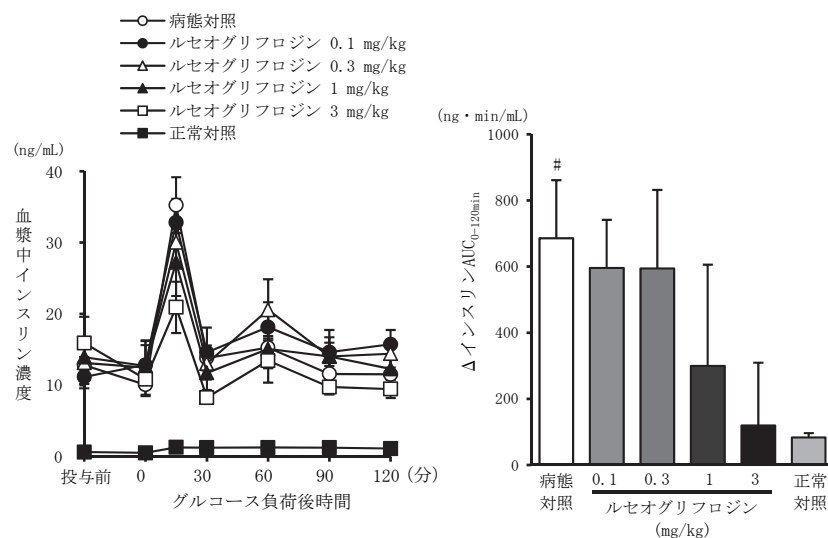 病態対照
ルセオグリフロジン 0.1 mg/kg
ルセオグリフロジン 0.3 mg/kg
ルセオグリフロジン 1 mg/kg
ルセオグリフロジン 3 mg/kg
正常対照
(ng/mL)
40
30
20
10
0
血漿中インスリン濃度
投与前 0 30 60 90 120 (分)
グルコース負荷後時間
(ng・min/mL)
1000
800
600
400
200
0
ΔインスリンAUC0-120min
#
病態対照
0.1 0.3 1 3
正常対照
ルセオグリフロジン
(mg/kg)